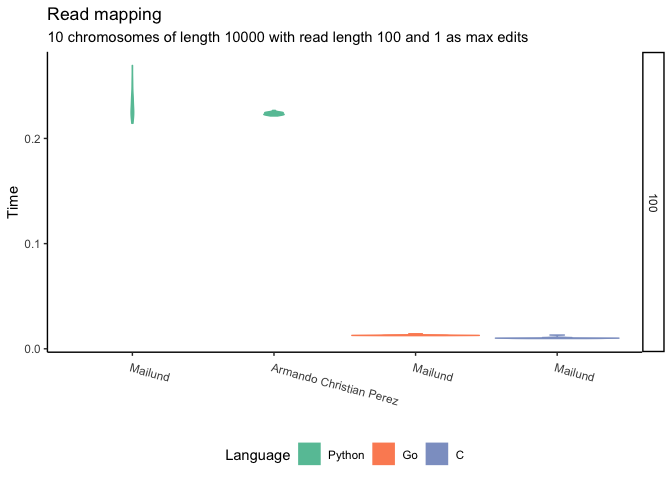 Read mapping
10 chromosomes of length 10000 with read length 100 and 1 as max edits
Time
0.2
0.1
0.0
100
Mailund
Armando Christian Perez
Mailund
Mailund
Language
Python
Go
C